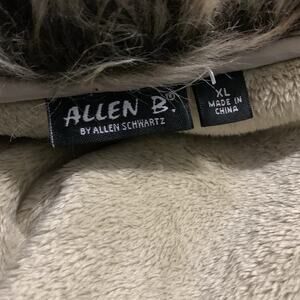 ALLEN B.®
BY ALLEN SCHWARTZ
XL
MADE IN
CHINA